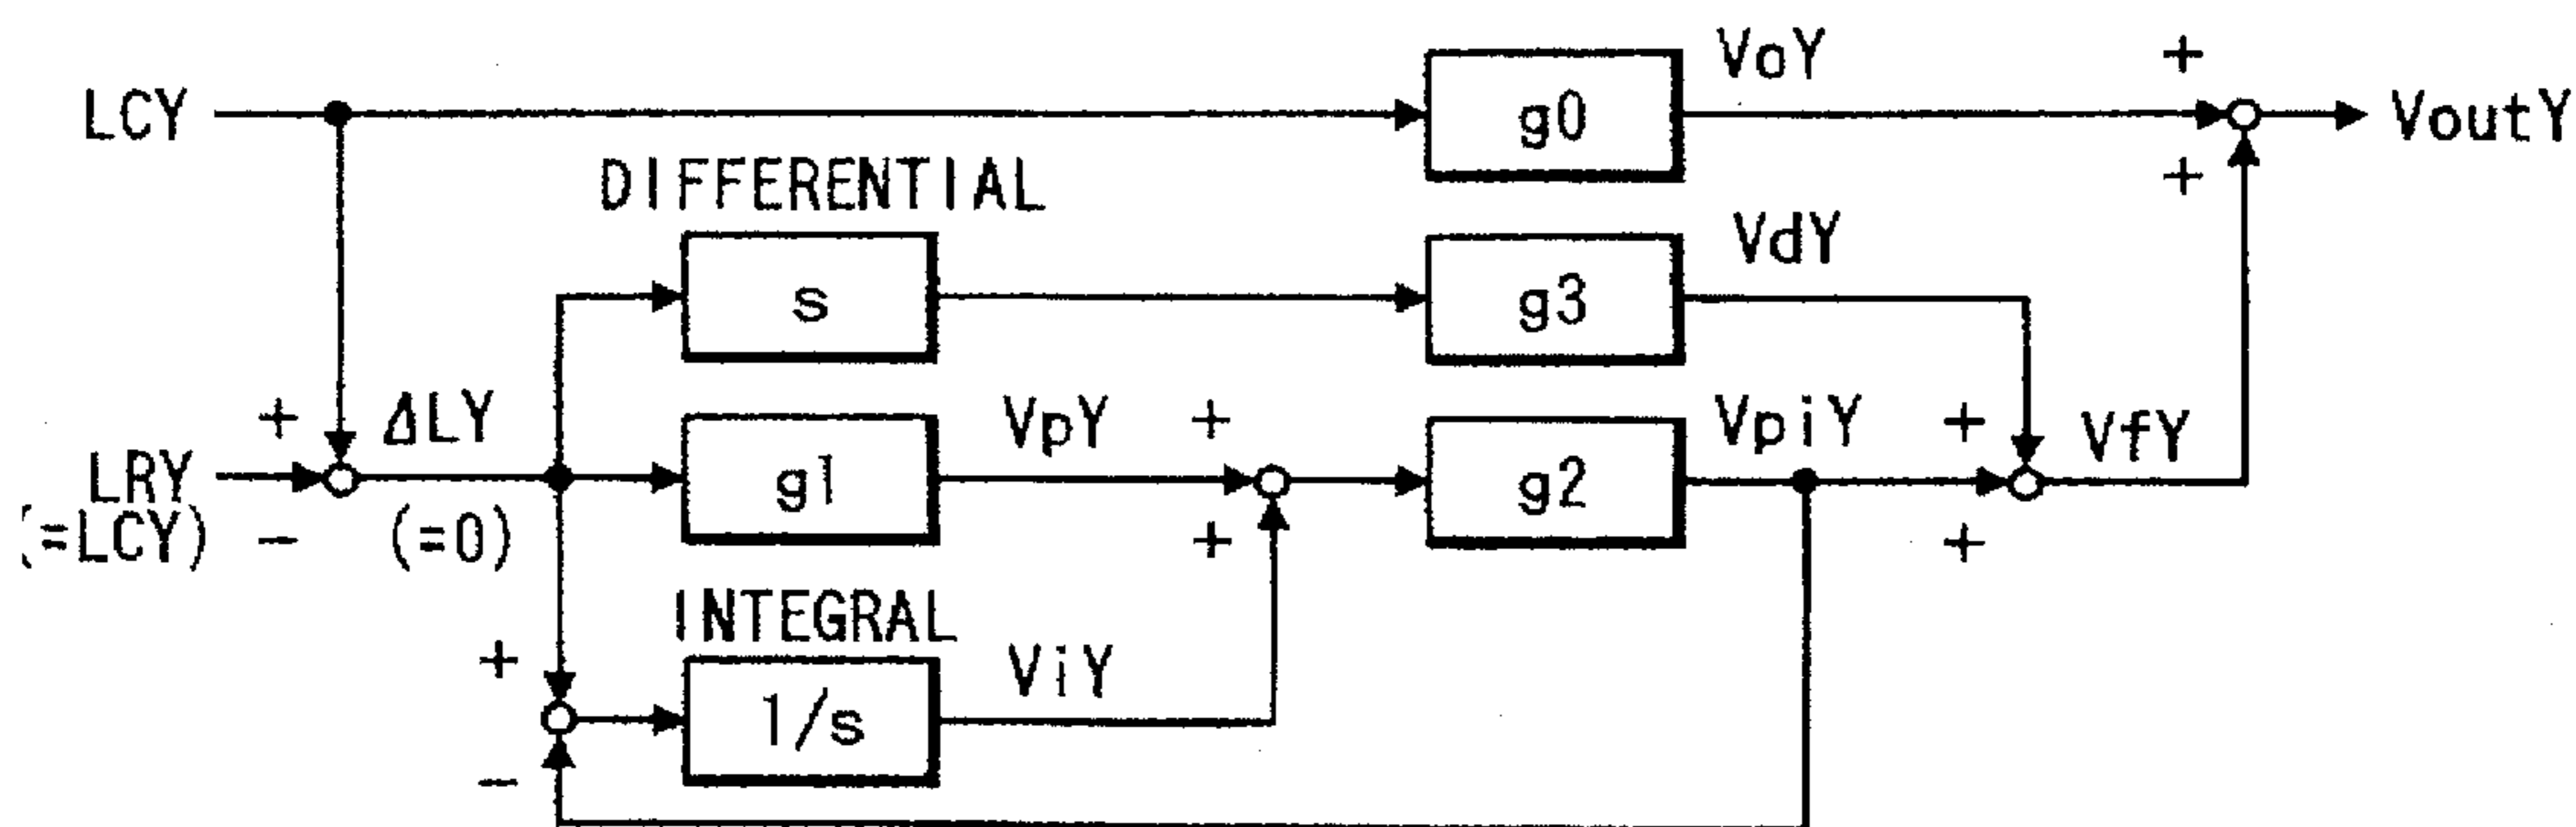 LCY
g0
VoY
+
+
VoutY
DIFFERENTIAL
s
g3
VdY
LRY
(=LCY)
+
-
ΔLY
(=0)
g1
VpY
+
+
g2
VpiY
+
+
VfY
INTEGRAL
+
-
1/s
ViY